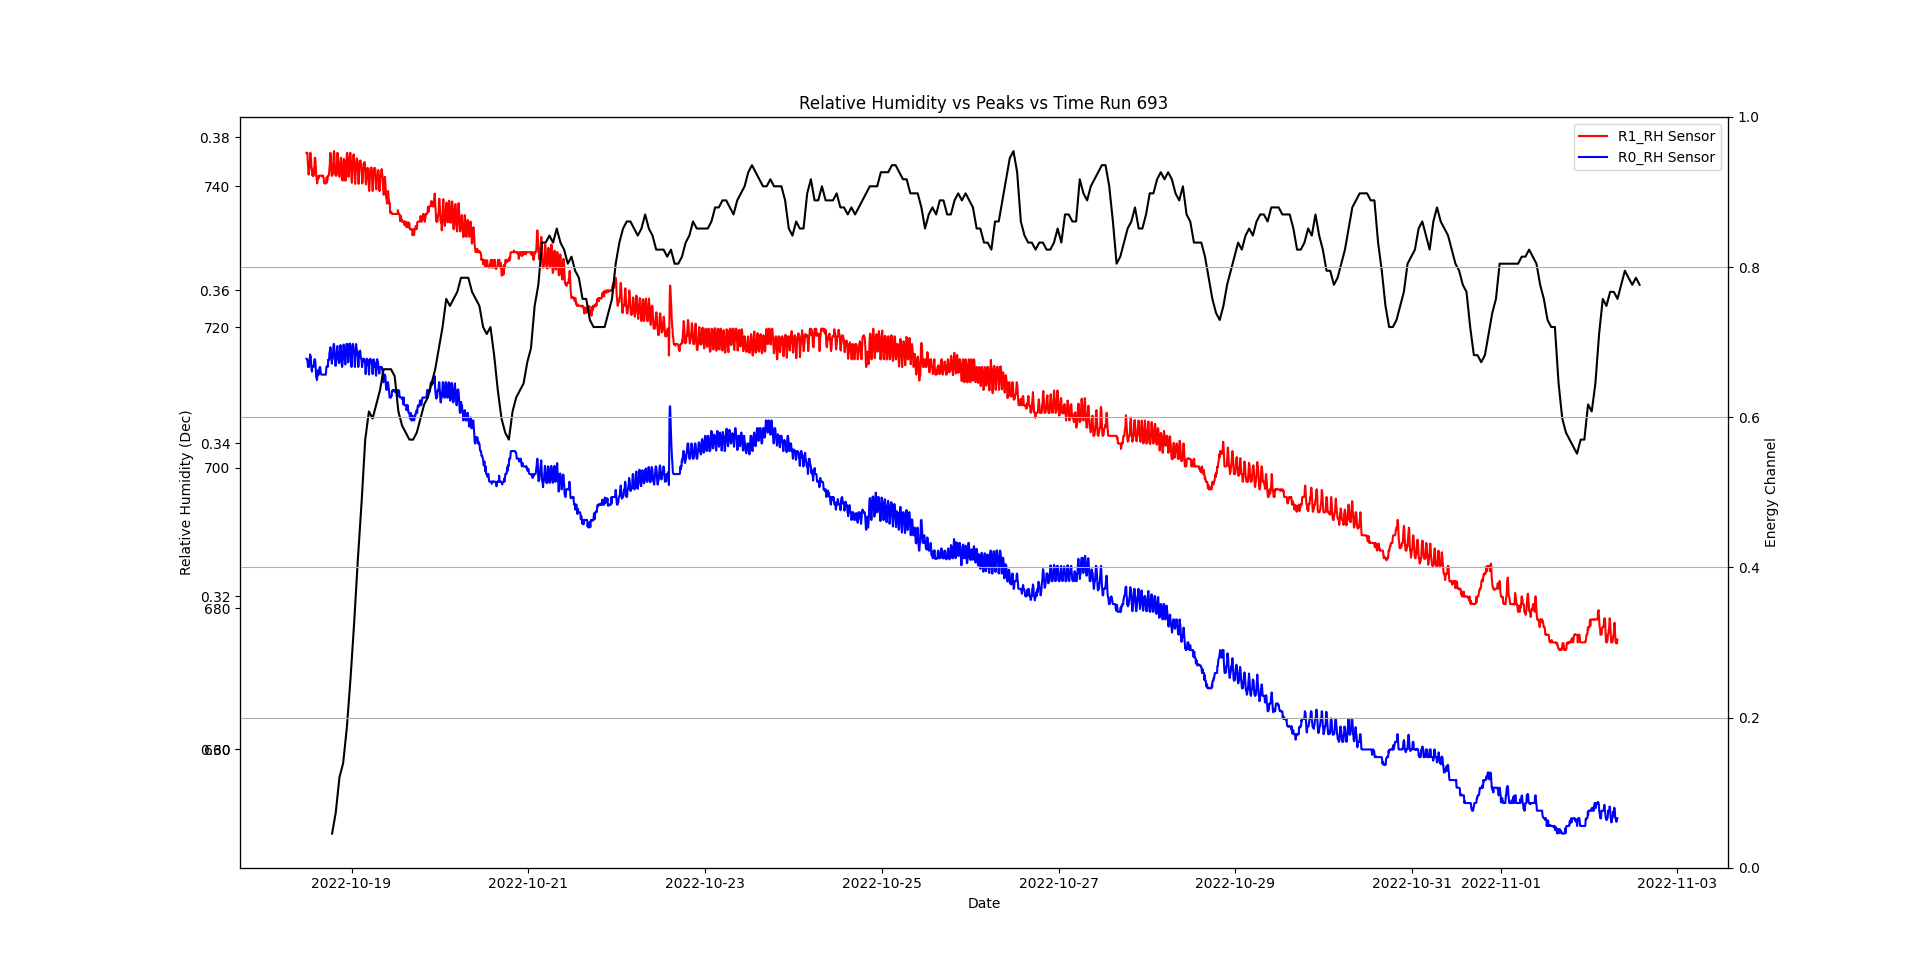 Relative Humidity vs Peaks vs Time Run 693
R1_RH Sensor
R0_RH Sensor
0.38
740
0.36
720
0.34
700
0.32
680
660
Relative Humidity (Dec)
1.0
0.8
0.6
0.4
0.2
0.0
Energy Channel
2022-10-19 2022-10-21 2022-10-23 2022-10-25 2022-10-27 2022-10-29 2022-10-31 2022-11-01 2022-11-03
Date